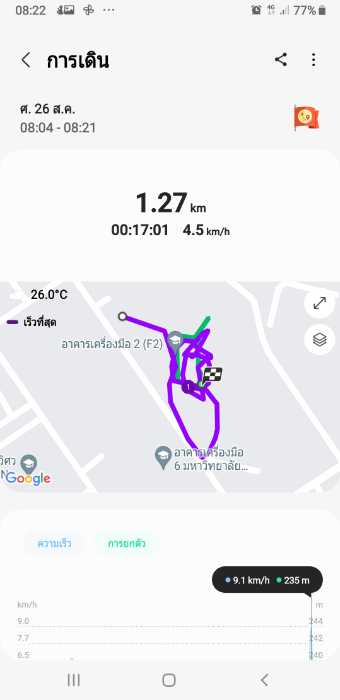 08:22 4G 77%
การเดิน
ศ. 26 ส.ค.
08:04 - 08:21
1.27 km
00:17:01 4.5 km/h
26.0°C
เร็วที่สุด
อาคารเครื่องมือ 2 (F2)
1
อาคารเครื่องมือ
6 มหาวิทยาลัย...
Google
ความเร็ว การยกตัว
9.1 km/h 235 m
km/h m
9.0 244
7.7 242
6.5 240